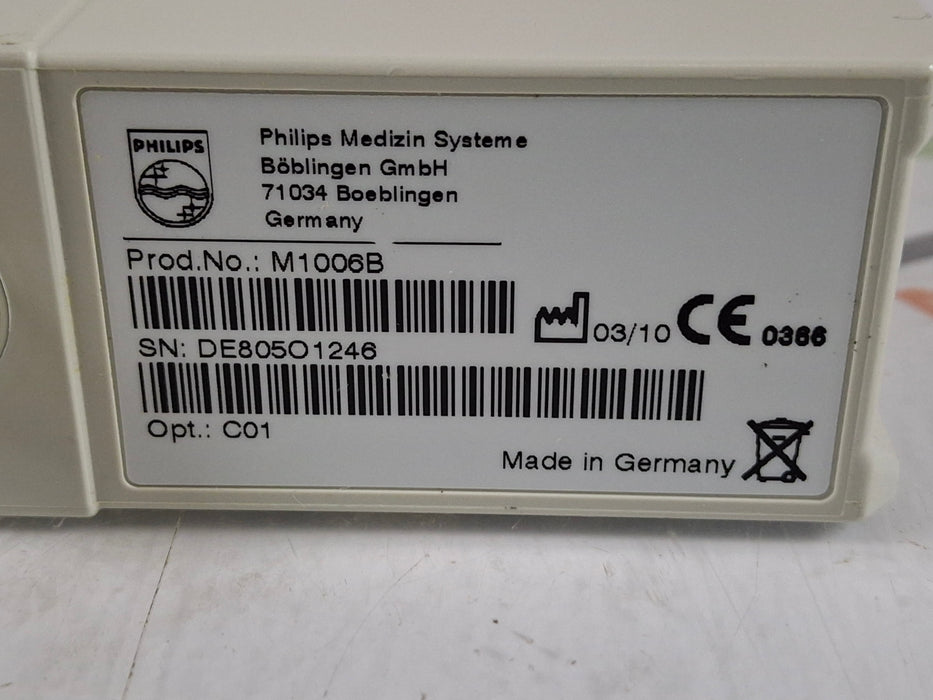 PHILIPS
Philips Medizin Systeme
Böblingen GmbH
71034 Boeblingen
Germany
Prod.No.: M1006B
03/10 CE 0366
SN: DE805O1246
Opt.: C01
Made in Germany